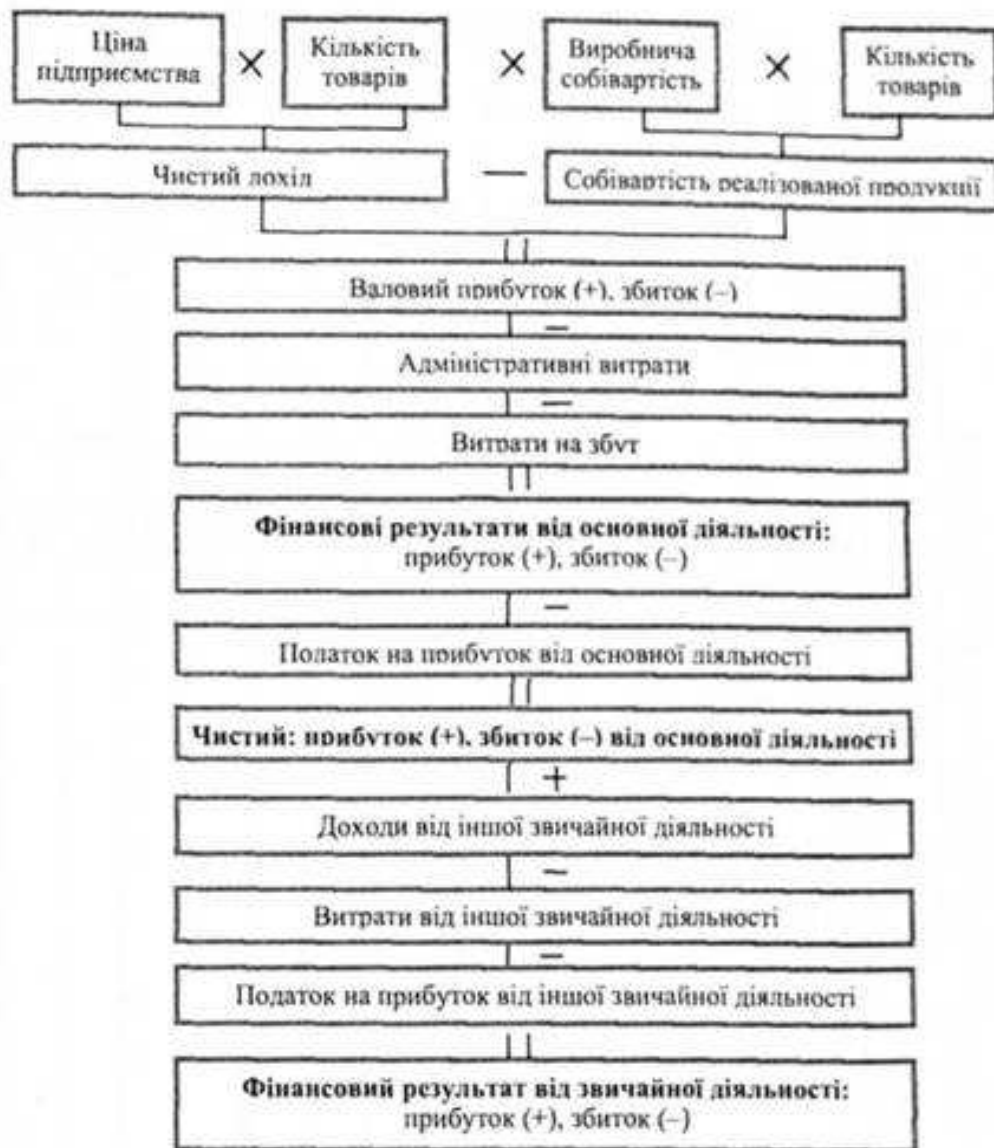 Ціна
підприємства
×
Кількість
товарів
×
Виробнича
собівартість
×
Кількість
товарів
Чистий дохід
—
Собівартість реалізованої продукції
Валовий прибуток (+), збиток (–)
—
Адміністративні витрати
—
Витрати на збут
Фінансові результати від основної діяльності:
прибуток (+), збиток (–)
—
Податок на прибуток від основної діяльності
Чистий: прибуток (+), збиток (–) від основної діяльності
+
Доходи від іншої звичайної діяльності
—
Витрати від іншої звичайної діяльності
—
Податок на прибуток від іншої звичайної діяльності
Фінансовий результат від звичайної діяльності:
прибуток (+), збиток (–)